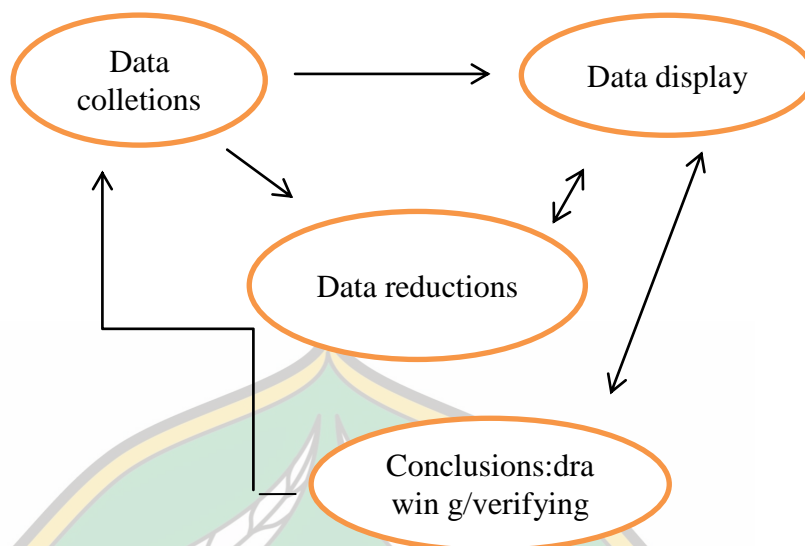 Data
colletions
Data display
Data reductions
Conclusions:dra
win g/verifying